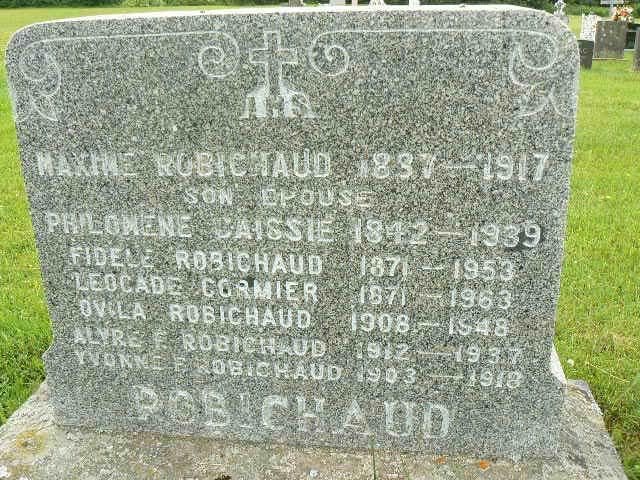 MAXIME ROBICHAUD 1837 — 1917
SON EPOUSE
PHILOMENE CAISSIE 1842 — 1939
FIDELE ROBICHAUD 1871 — 1953
LEOCADE CORMIER 1871 — 1963
OVILA ROBICHAUD 1908 — 1948
ALYRE F ROBICHAUD 1912 — 1937
YVONNE F ROBICHAUD 1903 — 1918
ROBICHAUD